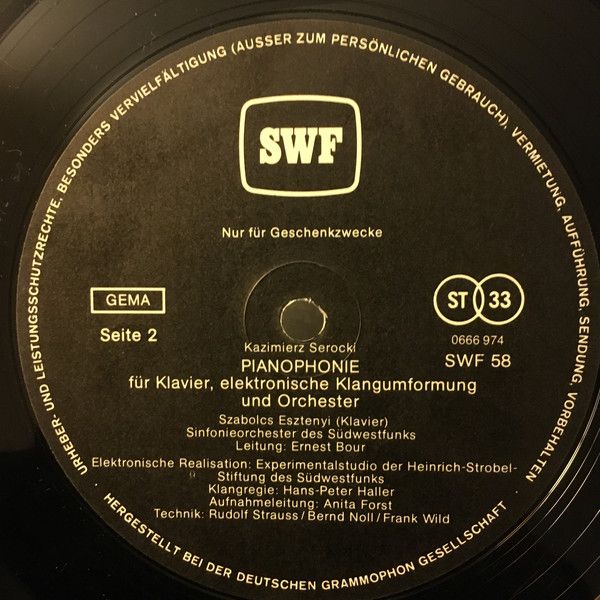 URHEBER- UND LEISTUNGSSCHUTZRECHTE, BESONDERS VERVIELFÄLTIGUNG (AUSSER ZUM PERSÖNLICHEN GEBRAUCH), VERMIETUNG, AUFFÜHRUNG, SENDUNG, VORBEHALTEN
SWF
Nur für Geschenkzwecke
GEMA
ST 33
Seite 2
0666 974
SWF 58
Kazimierz Serocki
PIANOPHONIE
für Klavier, elektronische Klangumformung
und Orchester
Szabolcs Esztenyi (Klavier)
Sinfonieorchester des Südwestfunks
Leitung: Ernest Bour
Elektronische Realisation: Experimentalstudio der Heinrich-Strobel-
Stiftung des Südwestfunks
Klangregie: Hans-Peter Haller
Aufnahmeleitung: Anita Forst
Technik: Rudolf Strauss/Bernd Noll/Frank Wild
HERGESTELLT BEI DER DEUTSCHEN GRAMMOPHON GESELLSCHAFT